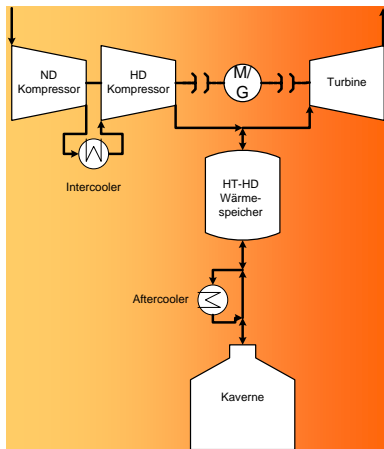 ND
Kompressor
HD
Kompressor
M/
G
Turbine
Intercooler
HT-HD
Wärme-
speicher
Aftercooler
Kaverne